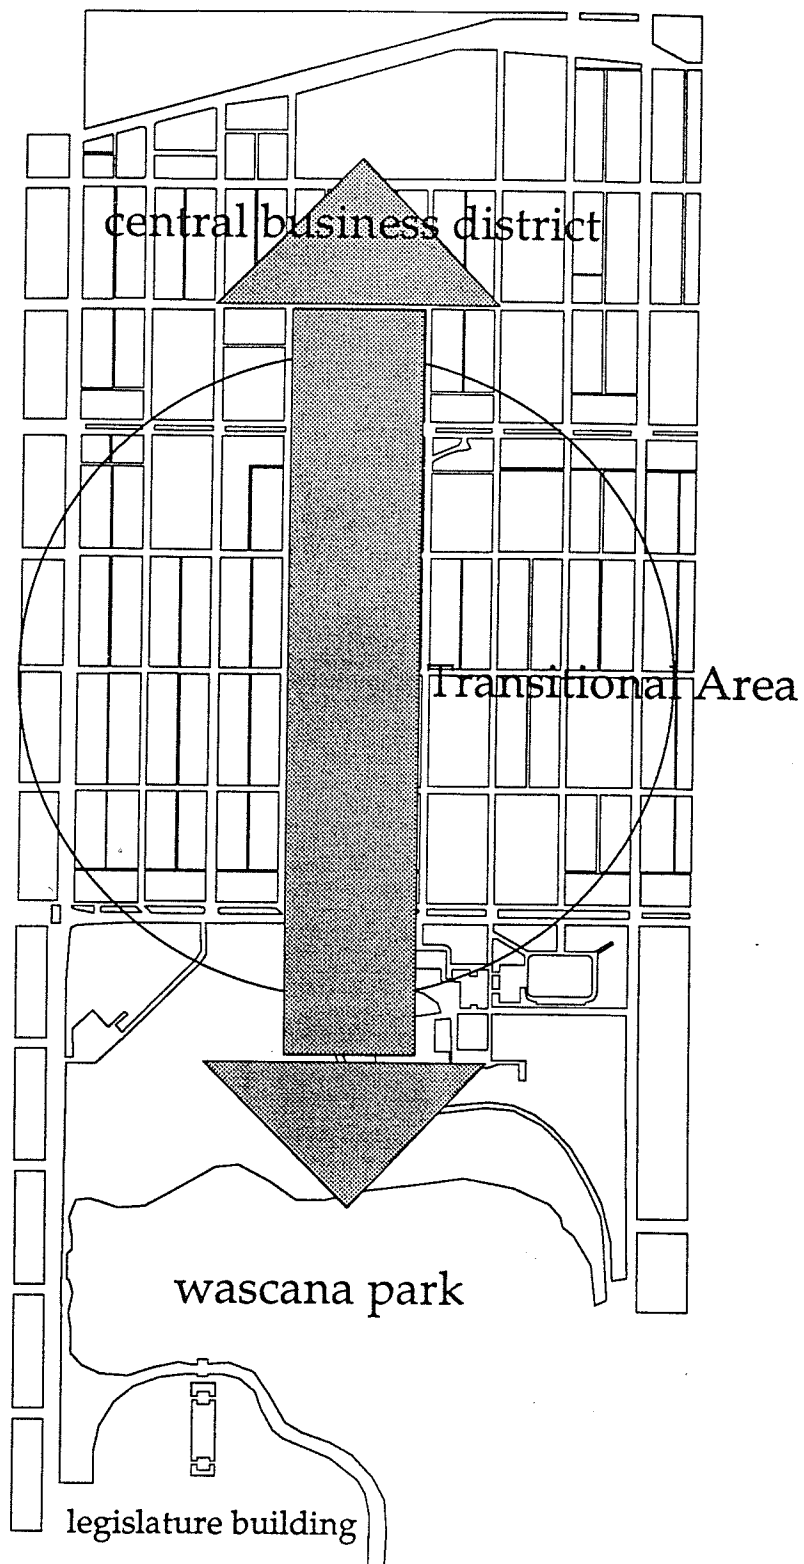 central business district
Transitional Area
wascana park
legislature building